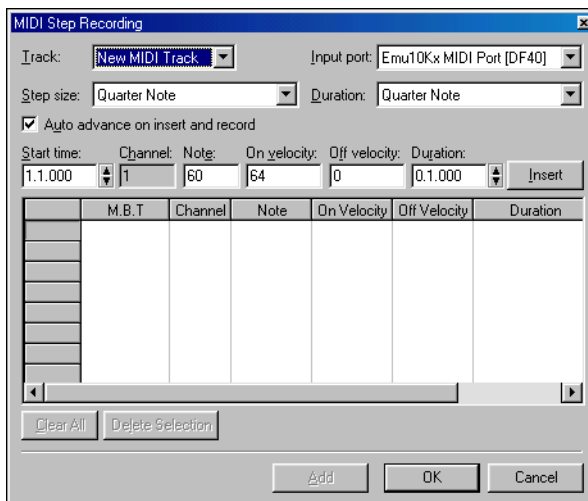 MIDI Step Recording
Track: New MIDI Track Input port: Emu10Kx MIDI Port [DF40]
Step size: Quarter Note Duration: Quarter Note
Auto advance on insert and record
Start time: Channel: Note: On velocity: Off velocity: Duration:
1.1.000 1 60 64 0 0.1.000 Insert
M.B.T Channel Note On Velocity Off Velocity Duration
Clear All Delete Selection
Add OK Cancel